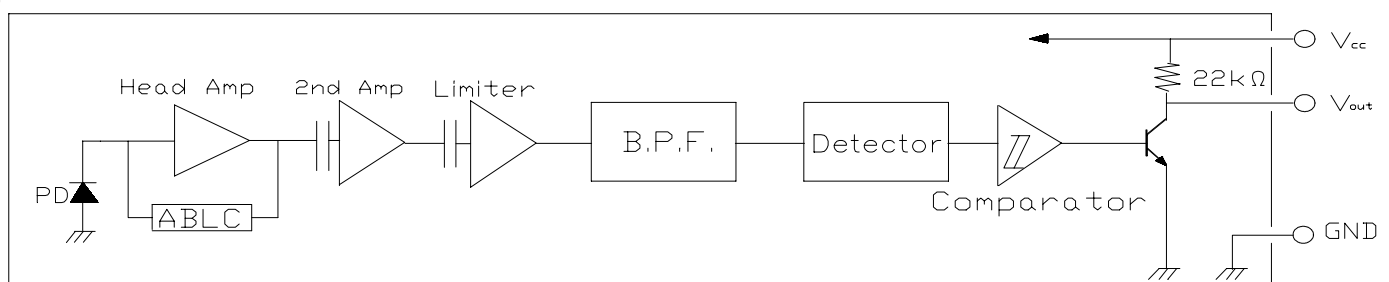 Head Amp
2nd Amp
Limiter
B.P.F.
Detector
Comparator
PD
ABLC
22kΩ
Vcc
Vout
GND